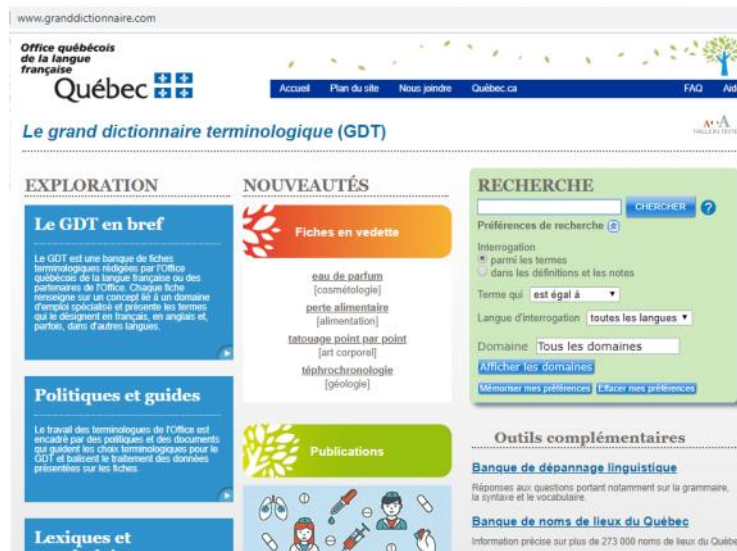 www.granddictionnaire.com
Office québécois
de la langue
française
Québec
Accueil Plan du site Nous joindre Québec.ca FAQ Aid
Le grand dictionnaire terminologique (GDT)
EXPLORATION
Le GDT en bref
Le GDT est une banque de fiches
terminologiques rédigées par l'Office
québécois de la langue française ou des
partenaires de l'Office. Chaque fiche
renseigne sur un concept lié à un domaine
d'emploi spécialisé et présente les termes
qui le désignent en français, en anglais et,
parfois, dans d'autres langues.
Politiques et guides
Le travail des terminologues de l'Office est
encadré par des politiques et des documents
qui guident les choix terminologiques pour le
GDT et balisent le traitement des données
présentées sur les fiches.
Lexiques et
NOUVEAUTÉS
Fiches en vedette
eau de parfum
[cosmétologie]
perte alimentaire
[alimentation]
tatouage point par point
[art corporel]
téphrochronologie
[géologie]
Publications
RECHERCHE
CHERCHER ?
Préférences de recherche
Interrogation
parmi les termes
dans les définitions et les notes
Terme qui est égal à
Langue d'interrogation toutes les langues
Domaine Tous les domaines
Afficher les domaines
Mémoriser mes préférences Effacer mes préférences
Outils complémentaires
Banque de dépannage linguistique
Réponses aux questions portant notamment sur la grammaire,
la syntaxe et le vocabulaire.
Banque de noms de lieux du Québec
Information précise sur plus de 273 000 noms de lieux du Québe